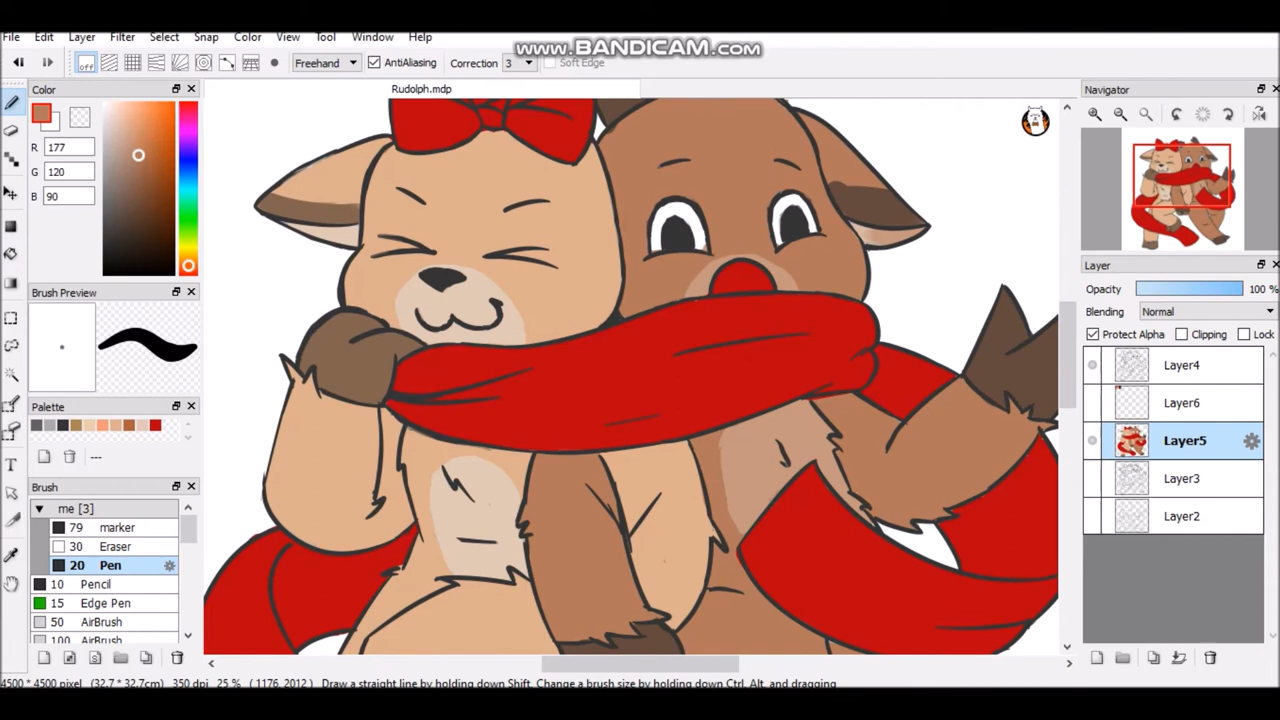 www.BANDICAM.com
File Edit Layer Filter Select Snap Color View Tool Window Help
off Freehand AntiAliasing Correction 3 Soft Edge
Color
R 177
G 120
B 90
Brush Preview
Palette
---
Brush
me [3]
79 marker
30 Eraser
20 Pen
10 Pencil
15 Edge Pen
50 AirBrush
100 AirBrush
Rudolph.mdp
Navigator
Layer
Opacity 100 %
Blending Normal
Protect Alpha Clipping Lock
Layer4
Layer6
Layer5
Layer3
Layer2
4500 * 4500 pixel (32.7 * 32.7cm) 350 dpi 25 % (1176, 2012) Draw a straight line by holding down Shift. Change a brush size by holding down Ctrl, Alt, and dragging